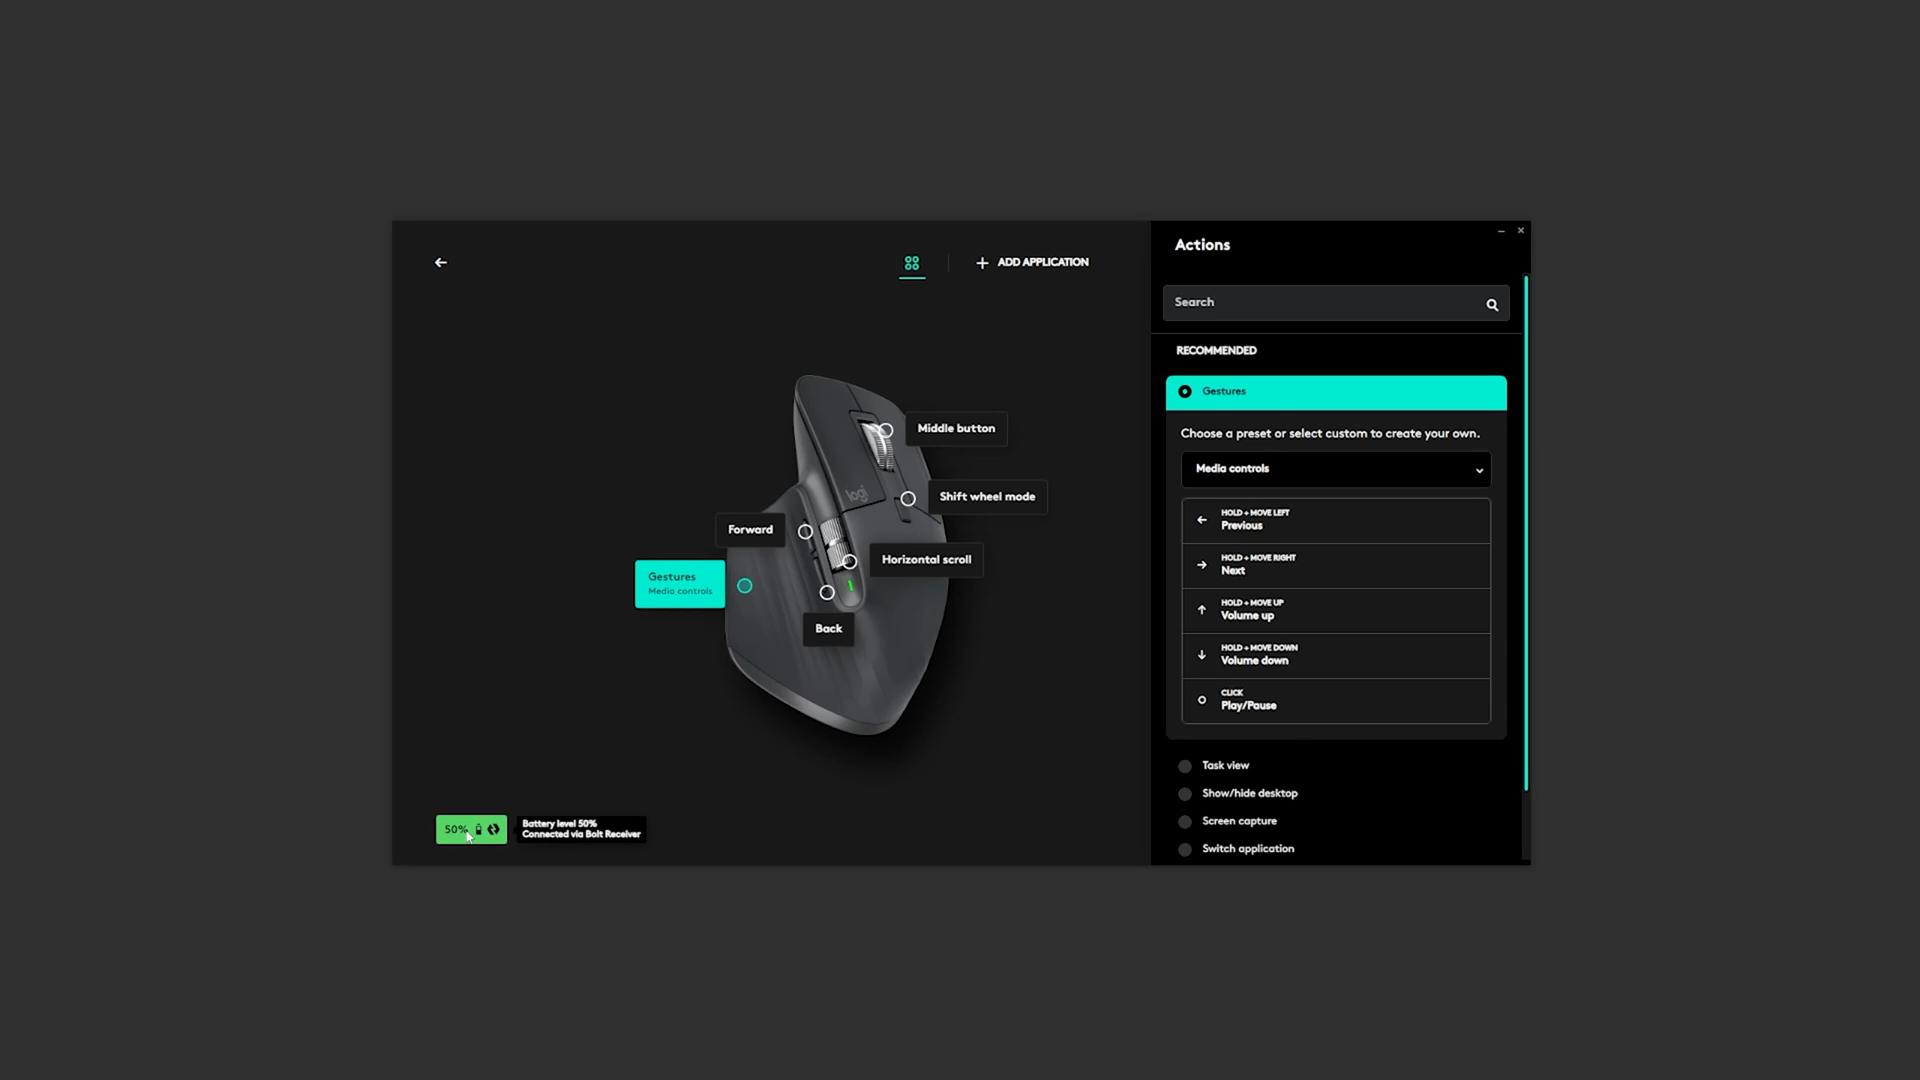 ADD APPLICATION
Actions
Search
RECOMMENDED
Gestures
Choose a preset or select custom to create your own.
Media controls
HOLD + MOVE LEFT
Previous
HOLD + MOVE RIGHT
Next
HOLD + MOVE UP
Volume up
HOLD + MOVE DOWN
Volume down
CLICK
Play/Pause
Task view
Show/hide desktop
Screen capture
Switch application
Middle button
logi
Shift wheel mode
Forward
Horizontal scroll
Gestures
Media controls
Back
50%
Battery level 50%
Connected via Bolt Receiver